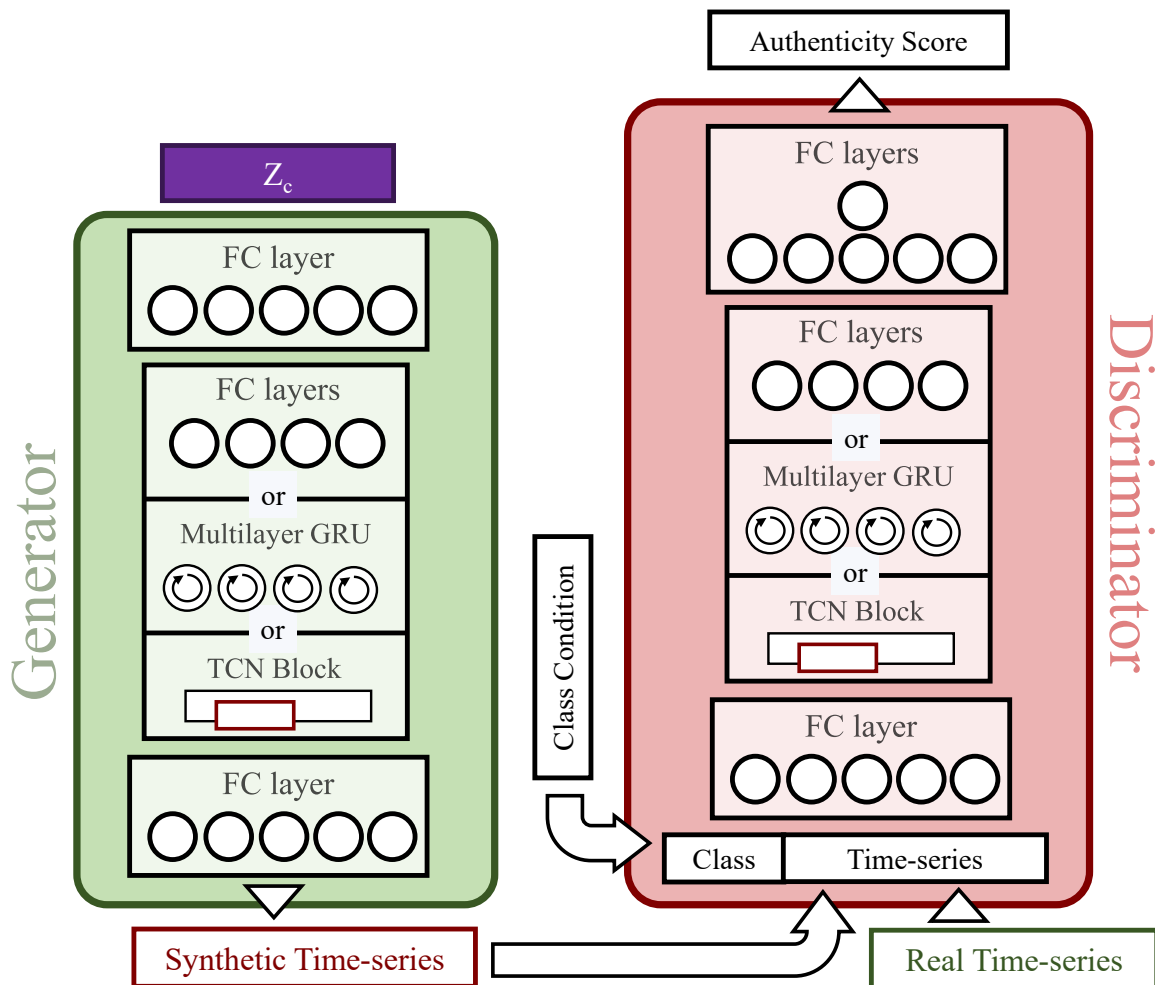 Generator
Z_c
FC layer
FC layers
or
Multilayer GRU
or
TCN Block
FC layer
Synthetic Time-series
Class Condition
Authenticity Score
FC layers
FC layers
or
Multilayer GRU
or
TCN Block
FC layer
Class
Time-series
Real Time-series
Discriminator